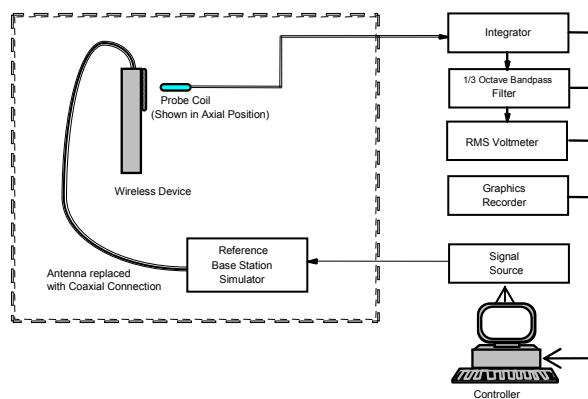 Integrator
1/3 Octave Bandpass
Filter
RMS Voltmeter
Graphics
Recorder
Signal
Source
Controller
Probe Coil
(Shown in Axial Position)
Wireless Device
Reference
Base Station
Simulator
Antenna replaced
with Coaxial Connection